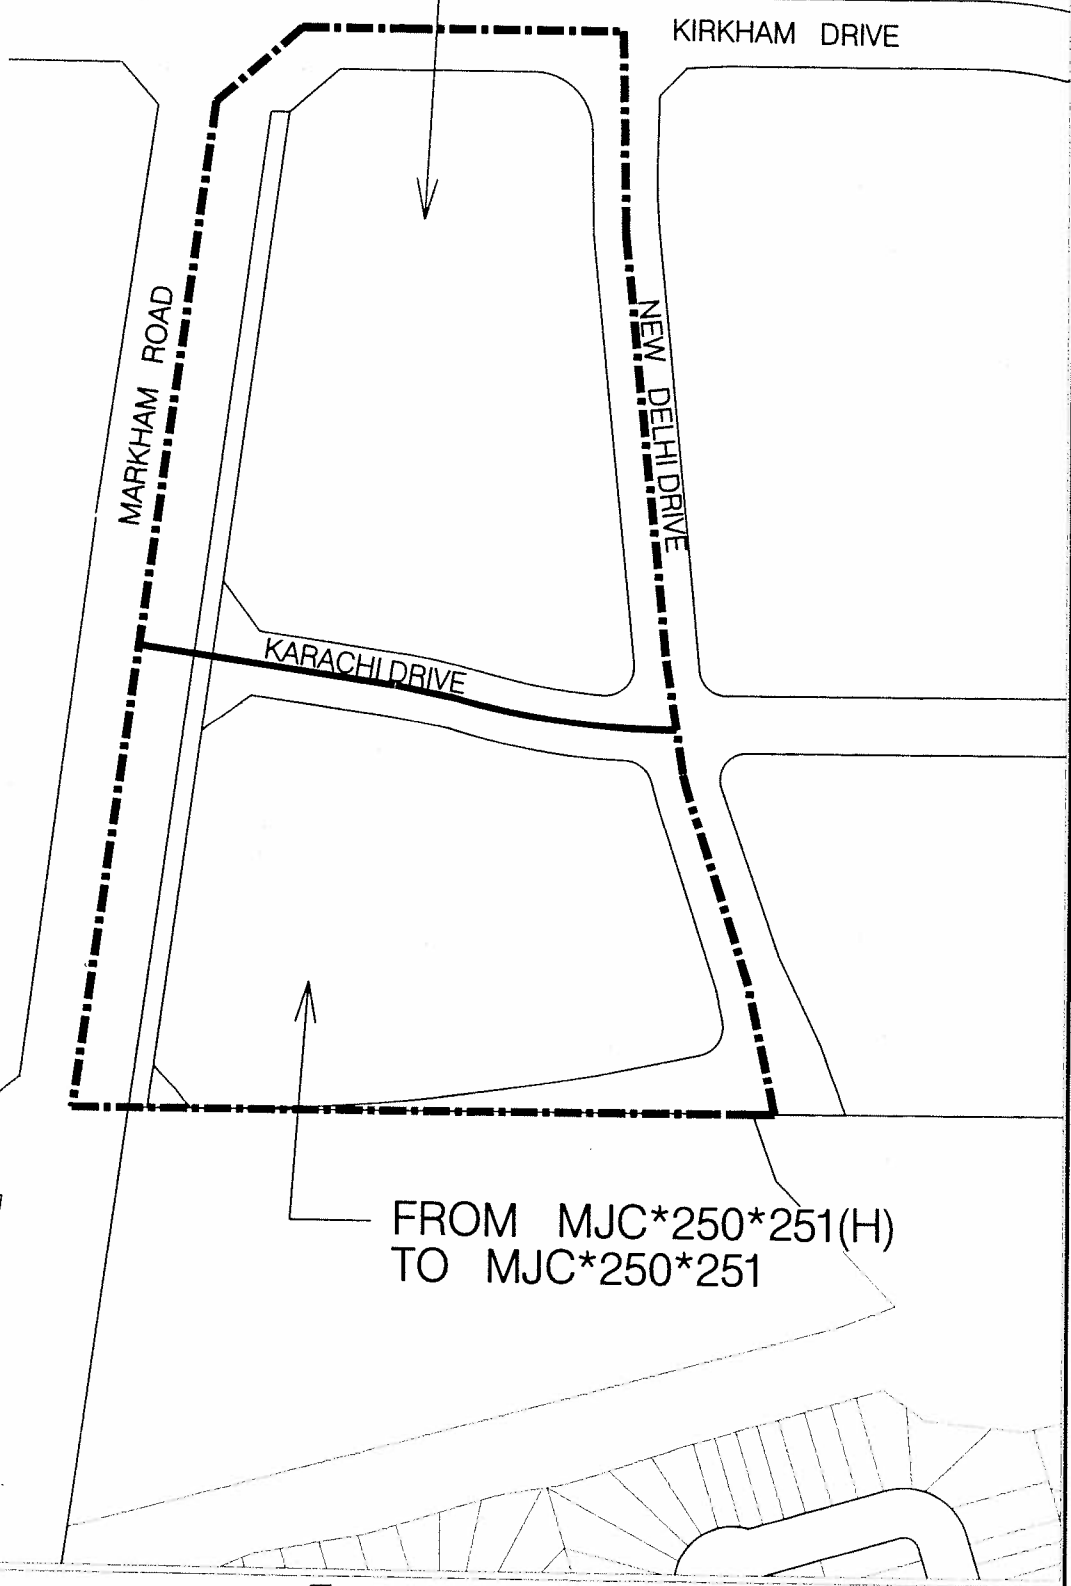 KIRKHAM DRIVE
MARKHAM ROAD
NEW DELHI DRIVE
KARACHI DRIVE
FROM MJC*250*251(H)
TO MJC*250*251